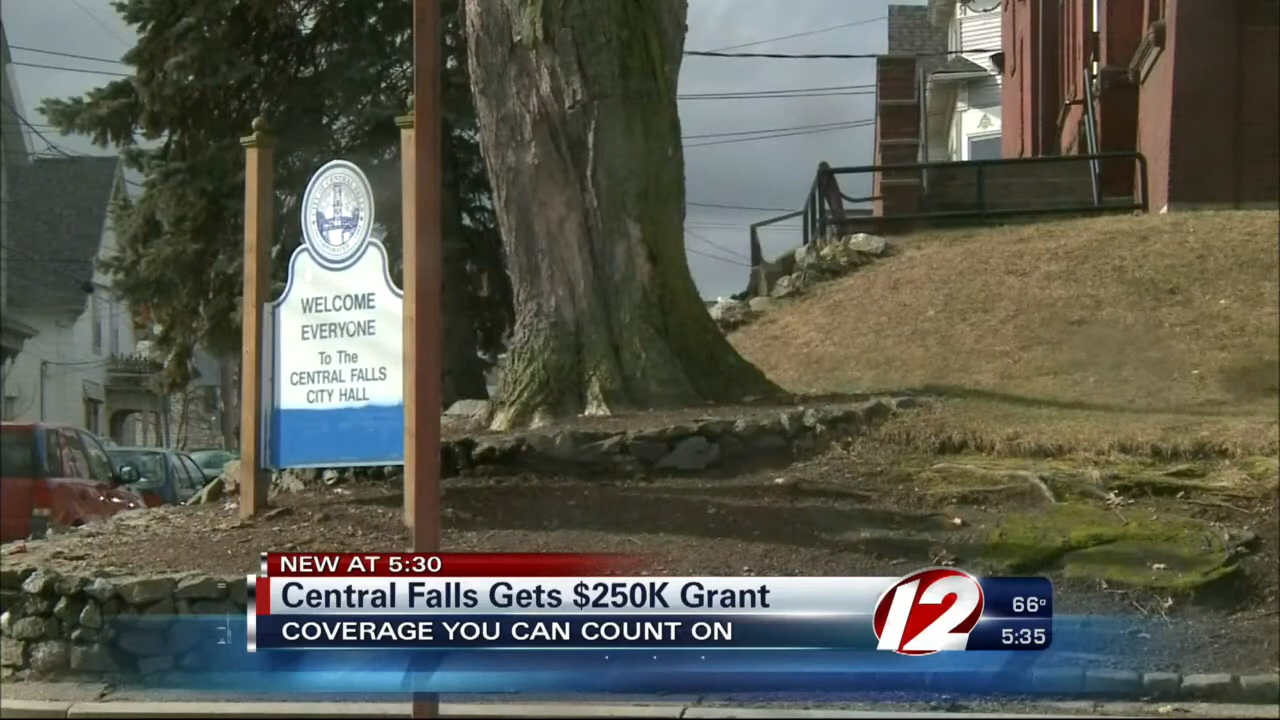 WELCOME
EVERYONE
To The
CENTRAL FALLS
CITY HALL
NEW AT 5:30
Central Falls Gets $250K Grant
COVERAGE YOU CAN COUNT ON
12
66°
5:35